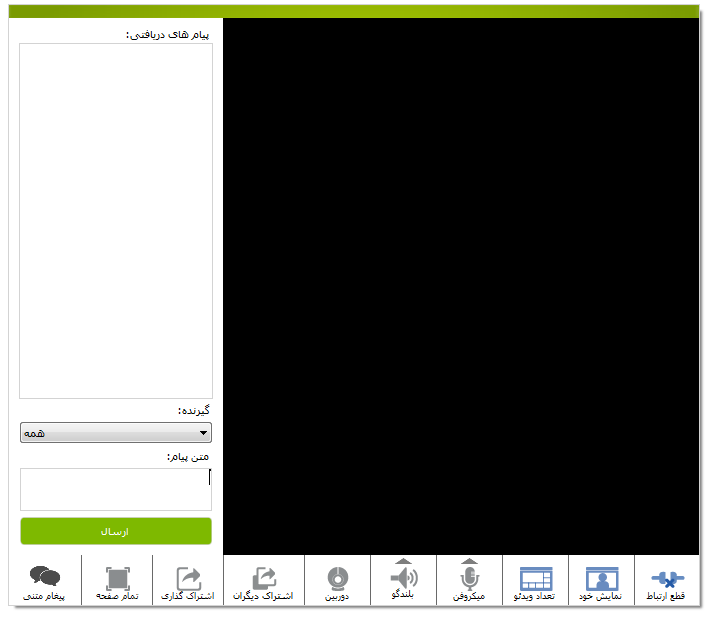 پیام های دریافتی:
گیرنده:
همه
متن پیام:
ارسال
قطع ارتباط
نمایش خود
تعداد ویدئو
میکروفن
بلندگو
دوربین
اشتراک دیگران
اشتراک گذاری
تمام صفحه
پیغام متنی